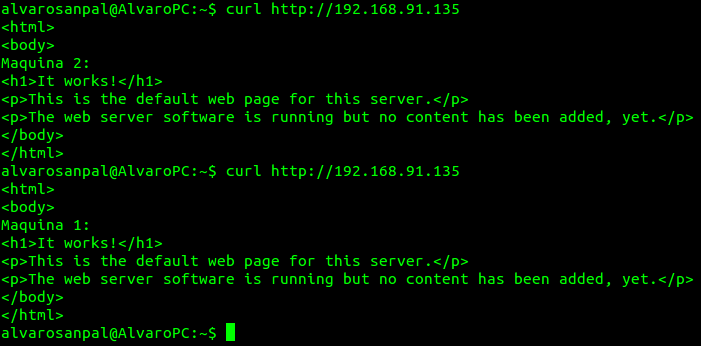 alvarosanpal@AlvaroPC:~$ curl http://192.168.91.135
<html>
<body>
Maquina 2:
<h1>It works!</h1>
<p>This is the default web page for this server.</p>
<p>The web server software is running but no content has been added, yet.</p>
</body>
</html>
alvarosanpal@AlvaroPC:~$ curl http://192.168.91.135
<html>
<body>
Maquina 1:
<h1>It works!</h1>
<p>This is the default web page for this server.</p>
<p>The web server software is running but no content has been added, yet.</p>
</body>
</html>
alvarosanpal@AlvaroPC:~$